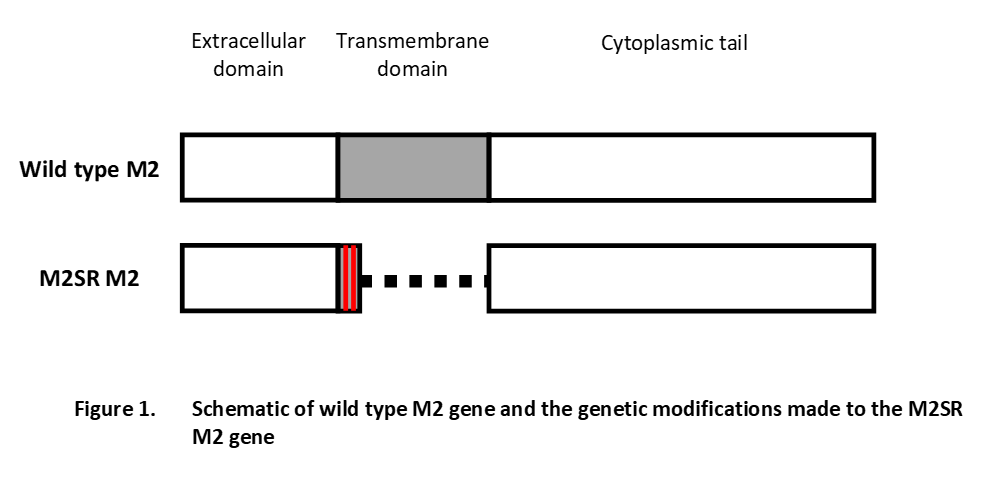 Extracellular domain
Transmembrane domain
Cytoplasmic tail
Wild type M2
M2SR M2
Figure 1. Schematic of wild type M2 gene and the genetic modifications made to the M2SR
M2 gene